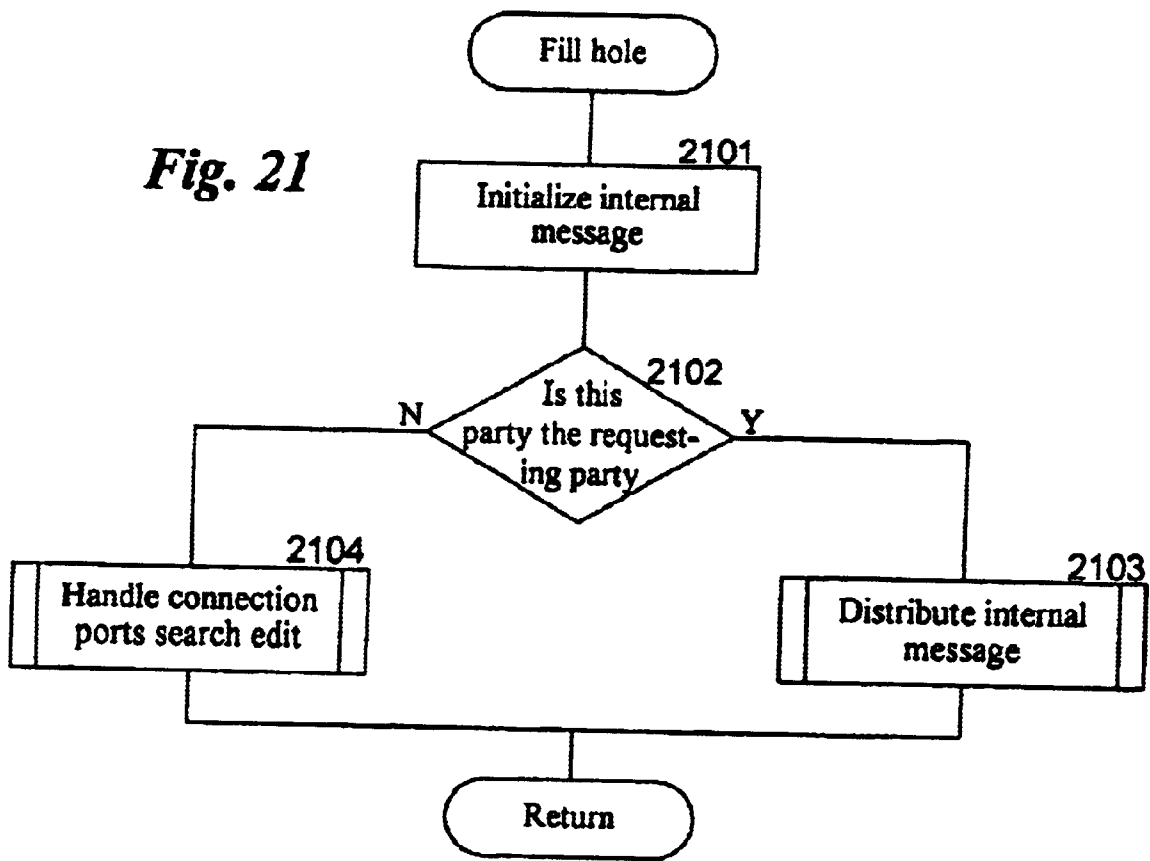 Fill hole
Fig. 21
2101
Initialize internal
message
2102
Is this
party the request-
ing party
N
Y
2104
Handle connection
ports search edit
2103
Distribute internal
message
Return